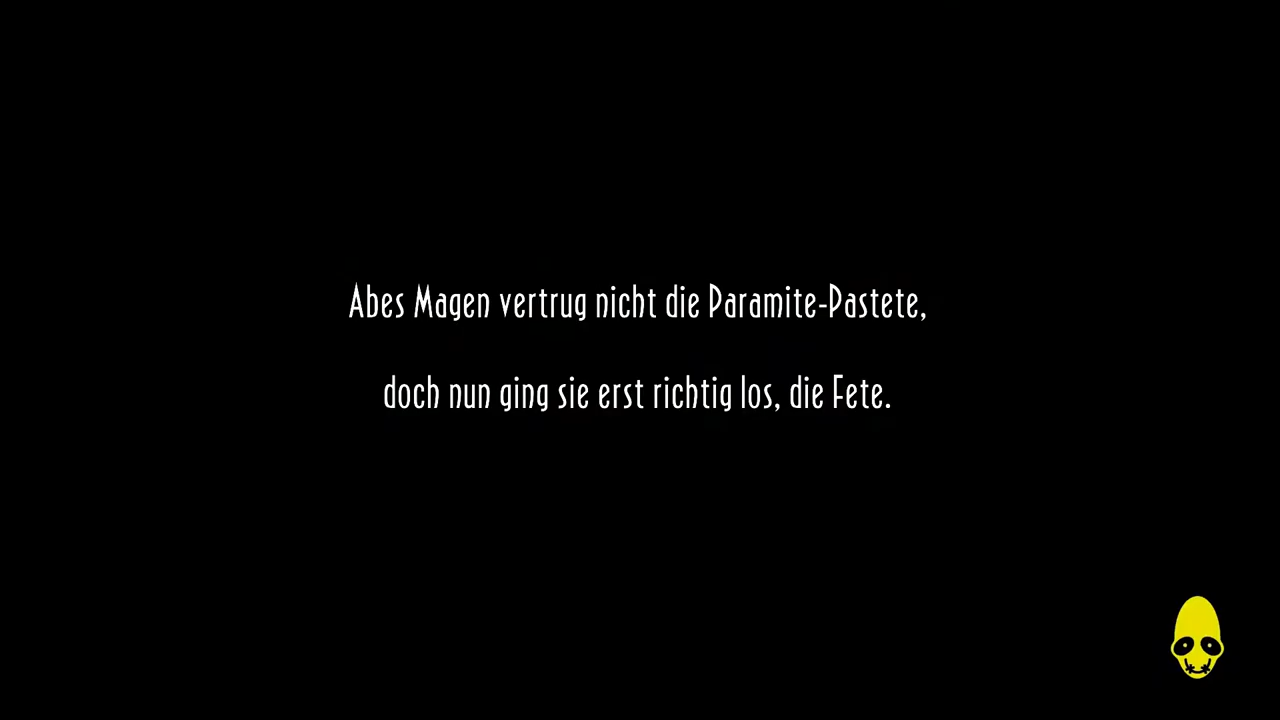 Abes Magen vertrug nicht die Paramite-Pastete,
doch nun ging sie erst richtig los, die Fete.